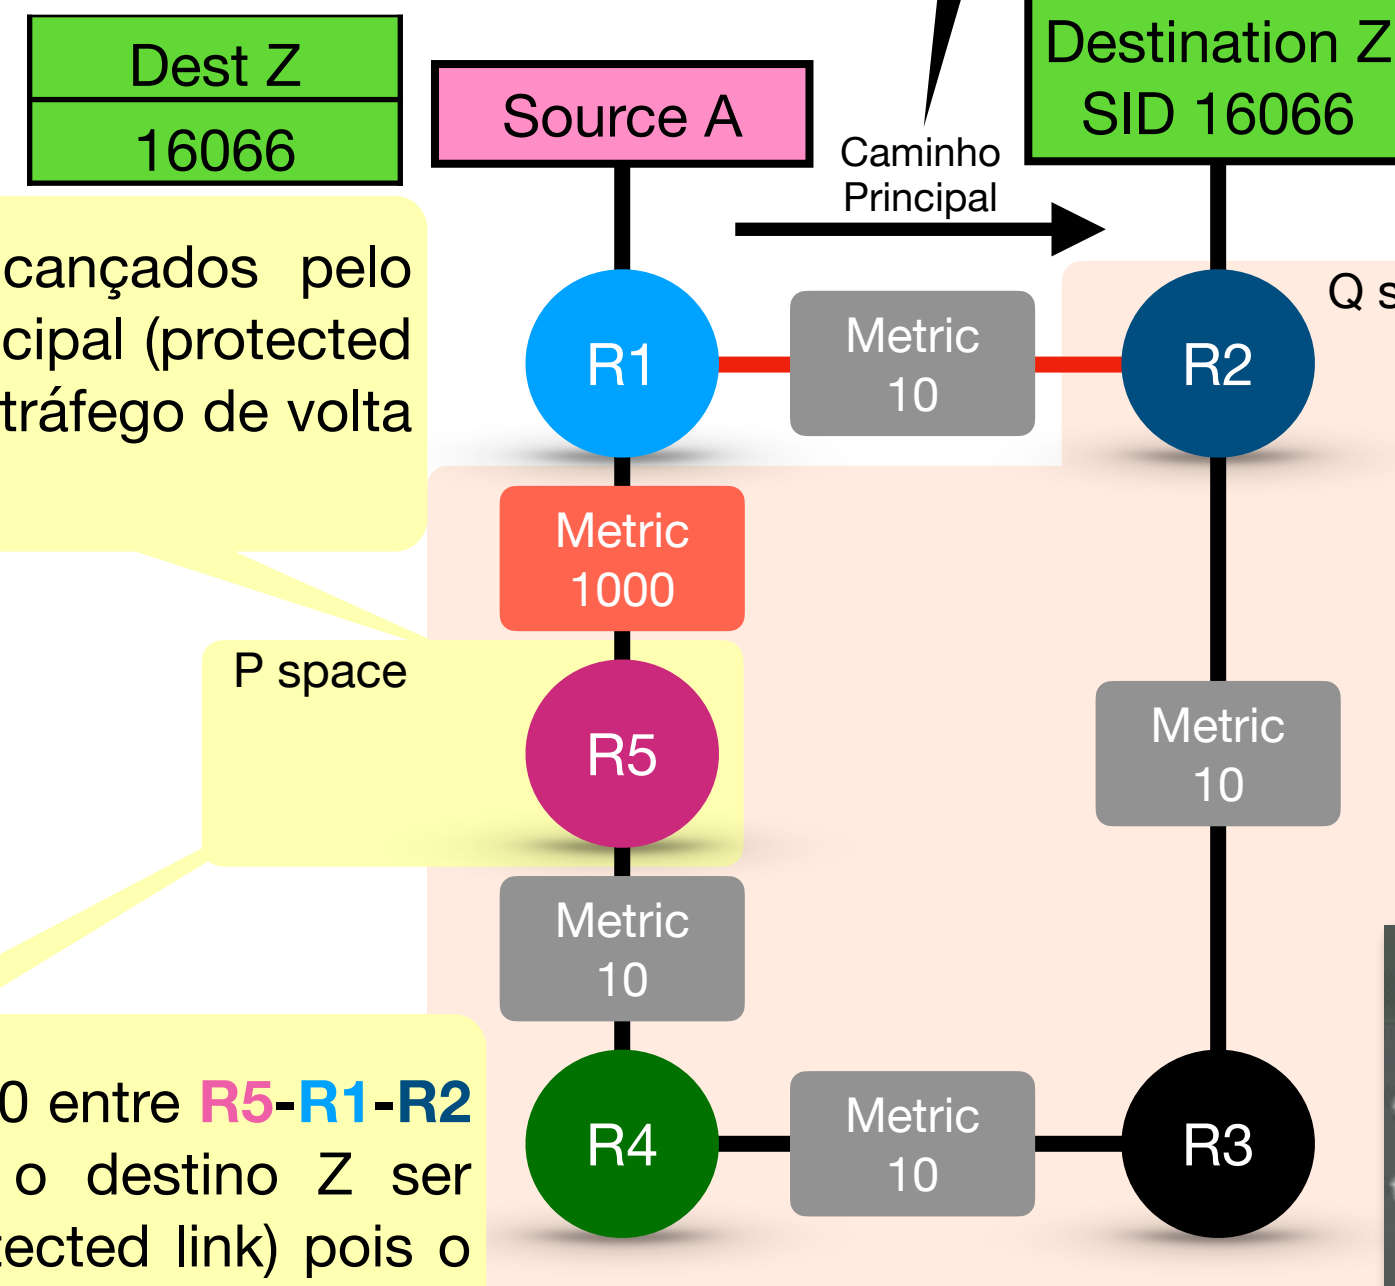 Dest Z
16066
Source A
Destination Z
SID 16066
Caminho
Principal
cançados pelo
cipal (protected
tráfego de volta
Q s
R1
Metric
10
R2
Metric
1000
P space
R5
Metric
10
Metric
10
0 entre R5-R1-R2
o destino Z ser
tected link) pois o
R4
Metric
10
R3